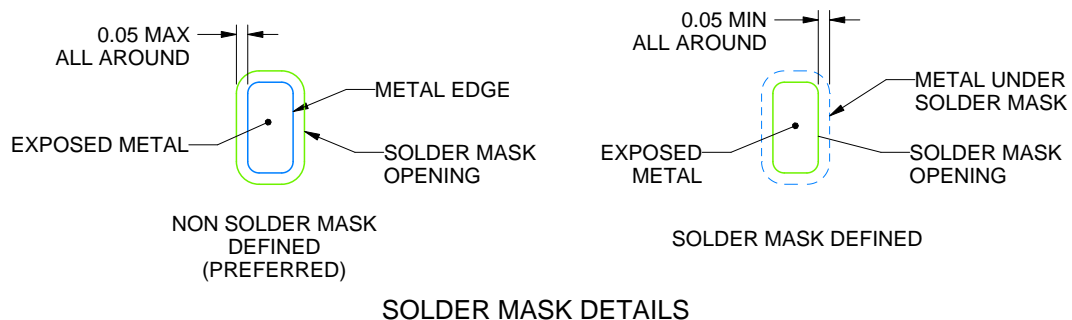 0.05 MAX
ALL AROUND
METAL EDGE
EXPOSED METAL
SOLDER MASK
OPENING
NON SOLDER MASK
DEFINED
(PREFERRED)
0.05 MIN
ALL AROUND
METAL UNDER
SOLDER MASK
EXPOSED
METAL
SOLDER MASK
OPENING
SOLDER MASK DEFINED
SOLDER MASK DETAILS